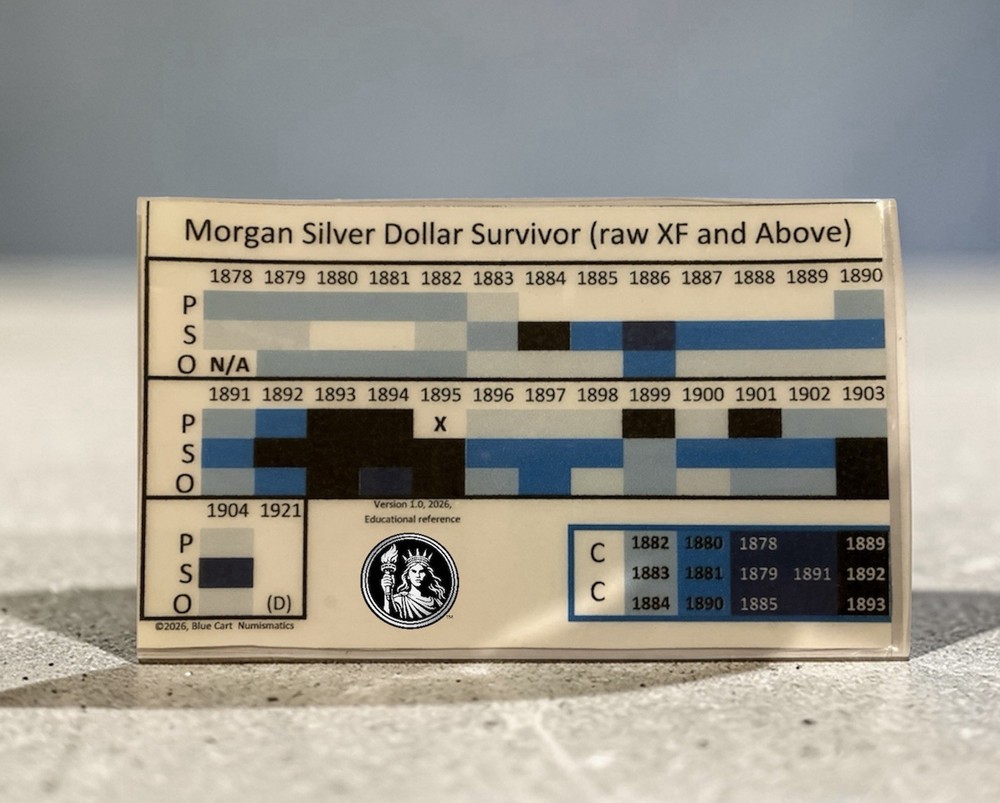 Morgan Silver Dollar Survivor (raw XF and Above)
1878 1879 1880 1881 1882 1883 1884 1885 1886 1887 1888 1889 1890
P
S
O N/A
1891 1892 1893 1894 1895 1896 1897 1898 1899 1900 1901 1902 1903
P X
S
O
1904 1921
P
S
O (D)
©2026, Blue Cart Numismatics
Version 1.0, 2026,
Educational reference
TM
C C
1882 1880 1878 1889
1883 1881 1879 1891 1892
1884 1890 1885 1893